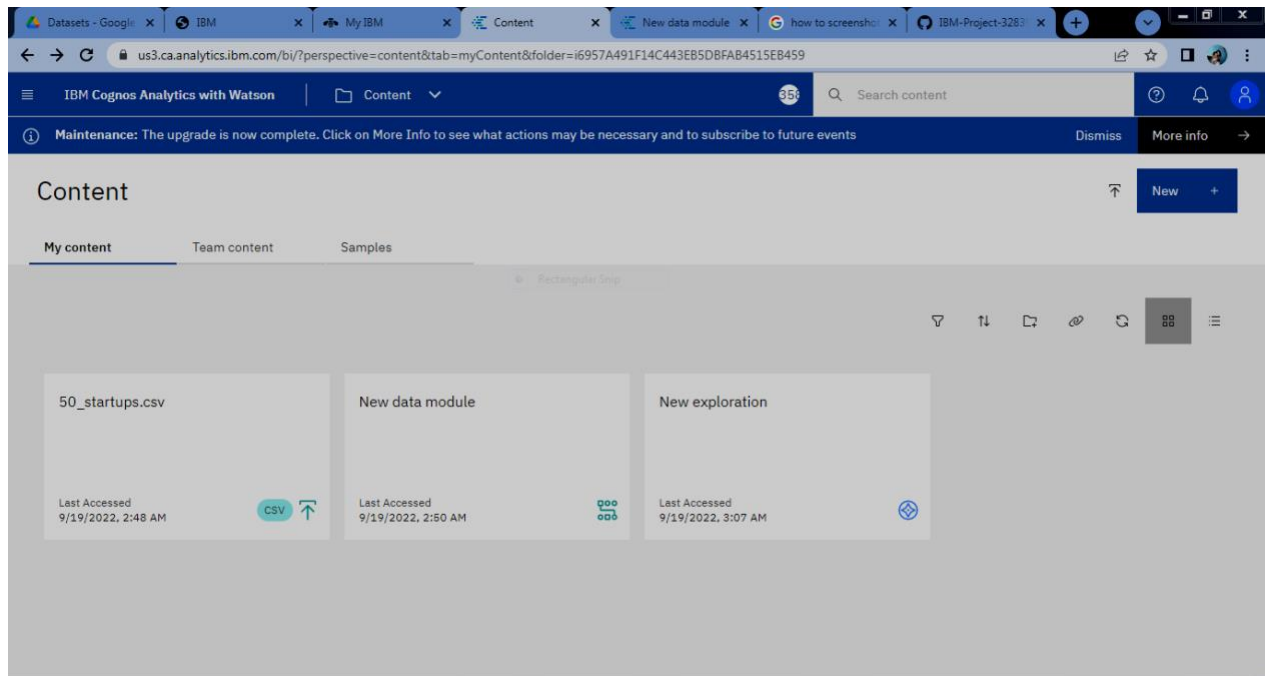 Datasets - Google IBM My IBM Content New data module how to screenshot IBM-Project-3283
us3.ca.analytics.ibm.com/bi/?perspective=content&tab=myContent&folder=i6957A491F14C443EB5DBFAB4515EB459
IBM Cognos Analytics with Watson Content 358 Search content
Maintenance: The upgrade is now complete. Click on More Info to see what actions may be necessary and to subscribe to future events Dismiss More info
Content
New
My content Team content Samples
Rectangular Snip
50_startups.csv New data module New exploration
Last Accessed Last Accessed Last Accessed
9/19/2022, 2:48 AM CSV 9/19/2022, 2:50 AM 9/19/2022, 3:07 AM